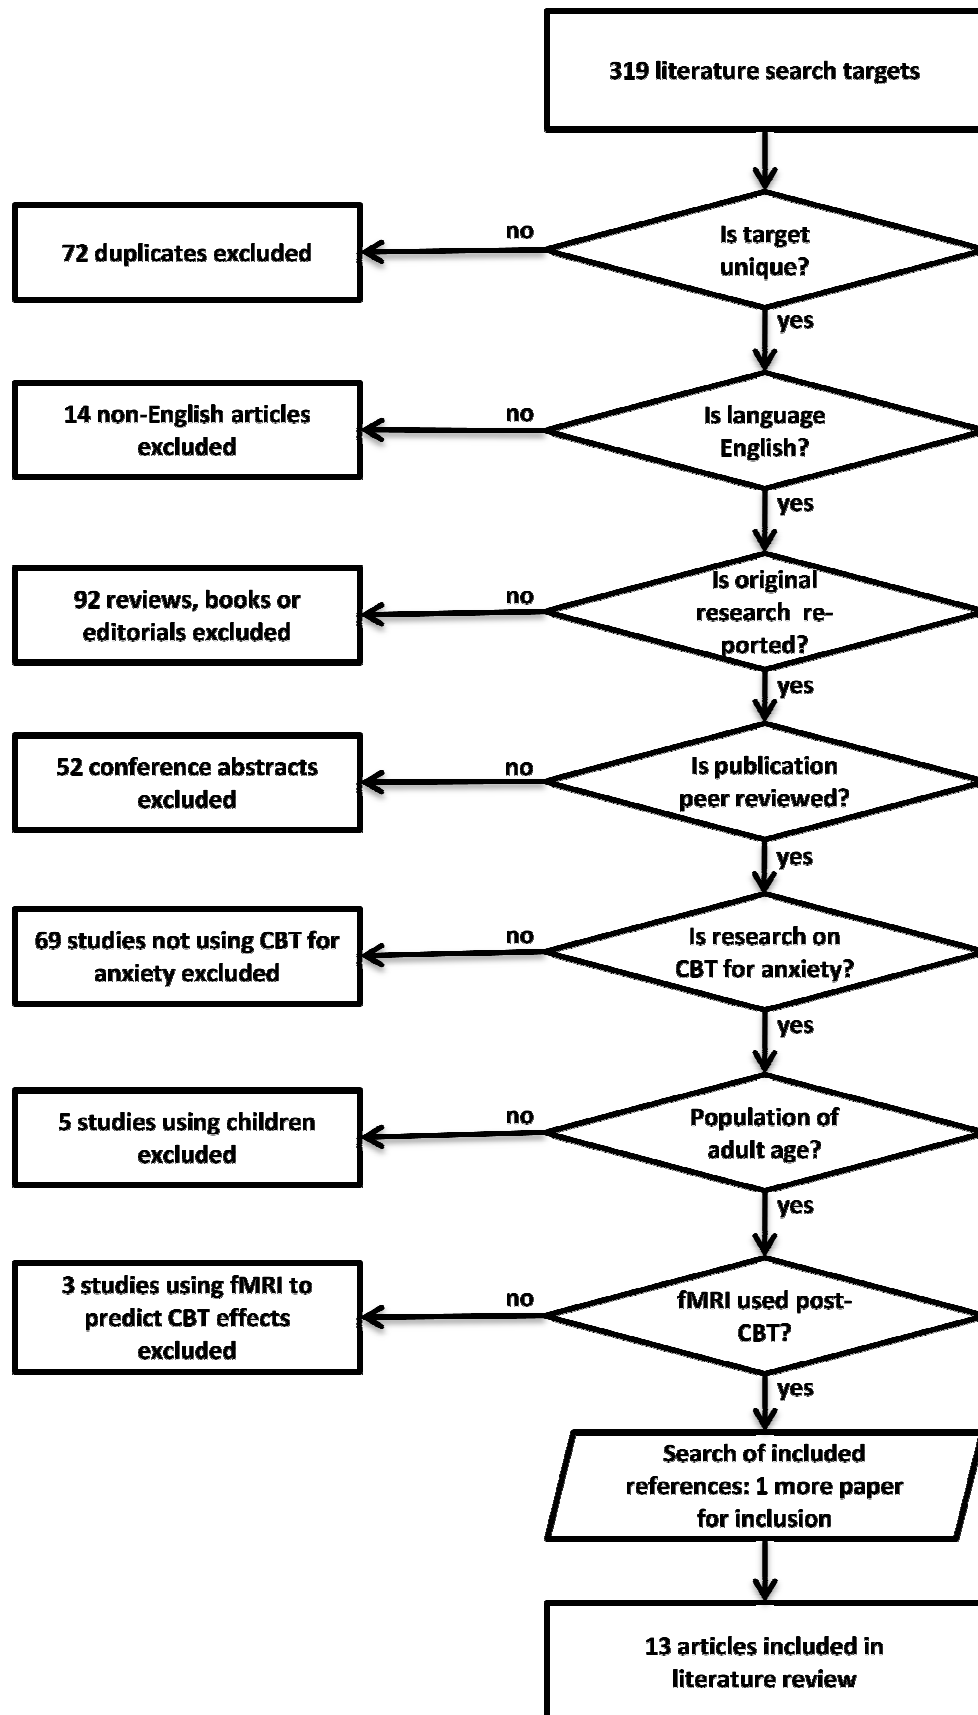 319 literature search targets
Is target
unique?
no
72 duplicates excluded
yes
Is language
English?
no
14 non-English articles
excluded
yes
Is original
research re-
ported?
no
92 reviews, books or
editorials excluded
yes
Is publication
peer reviewed?
no
52 conference abstracts
excluded
yes
Is research on
CBT for anxiety?
no
69 studies not using CBT for
anxiety excluded
yes
Population of
adult age?
no
5 studies using children
excluded
yes
fMRI used post-
CBT?
no
3 studies using fMRI to
predict CBT effects
excluded
yes
Search of included
references: 1 more paper
for inclusion
13 articles included in
literature review